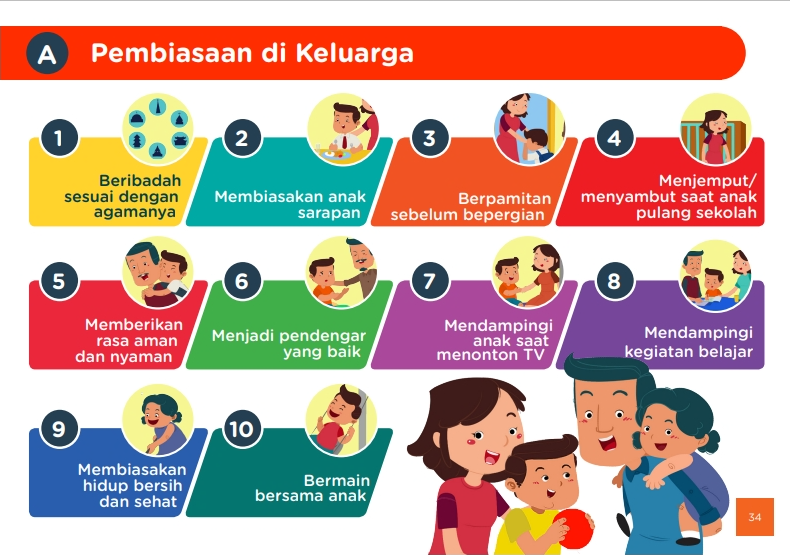 A Pembiasaan di Keluarga
1
Beribadah
sesuai dengan
agamanya
2
Membiasakan anak
sarapan
3
Berpamitan
sebelum bepergian
4
Menjemput/
menyambut saat anak
pulang sekolah
5
Memberikan
rasa aman
dan nyaman
6
Menjadi pendengar
yang baik
7
Mendampingi
anak saat
menonton TV
8
Mendampingi
kegiatan belajar
9
Membiasakan
hidup bersih
dan sehat
10
Bermain
bersama anak
34